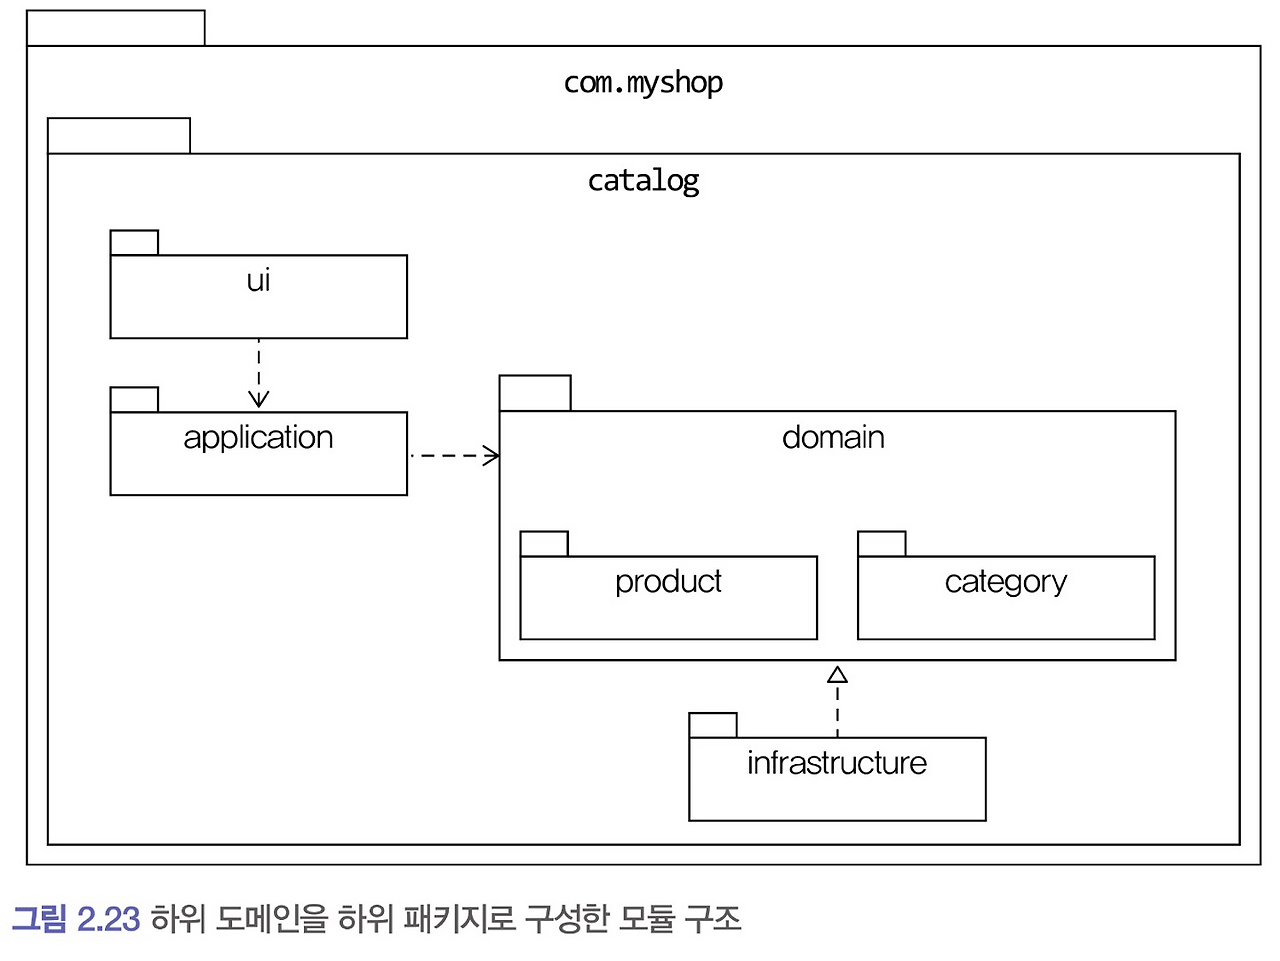 com.myshop
catalog
ui
application
domain
product
category
infrastructure
그림 2.23 하위 도메인을 하위 패키지로 구성한 모듈 구조